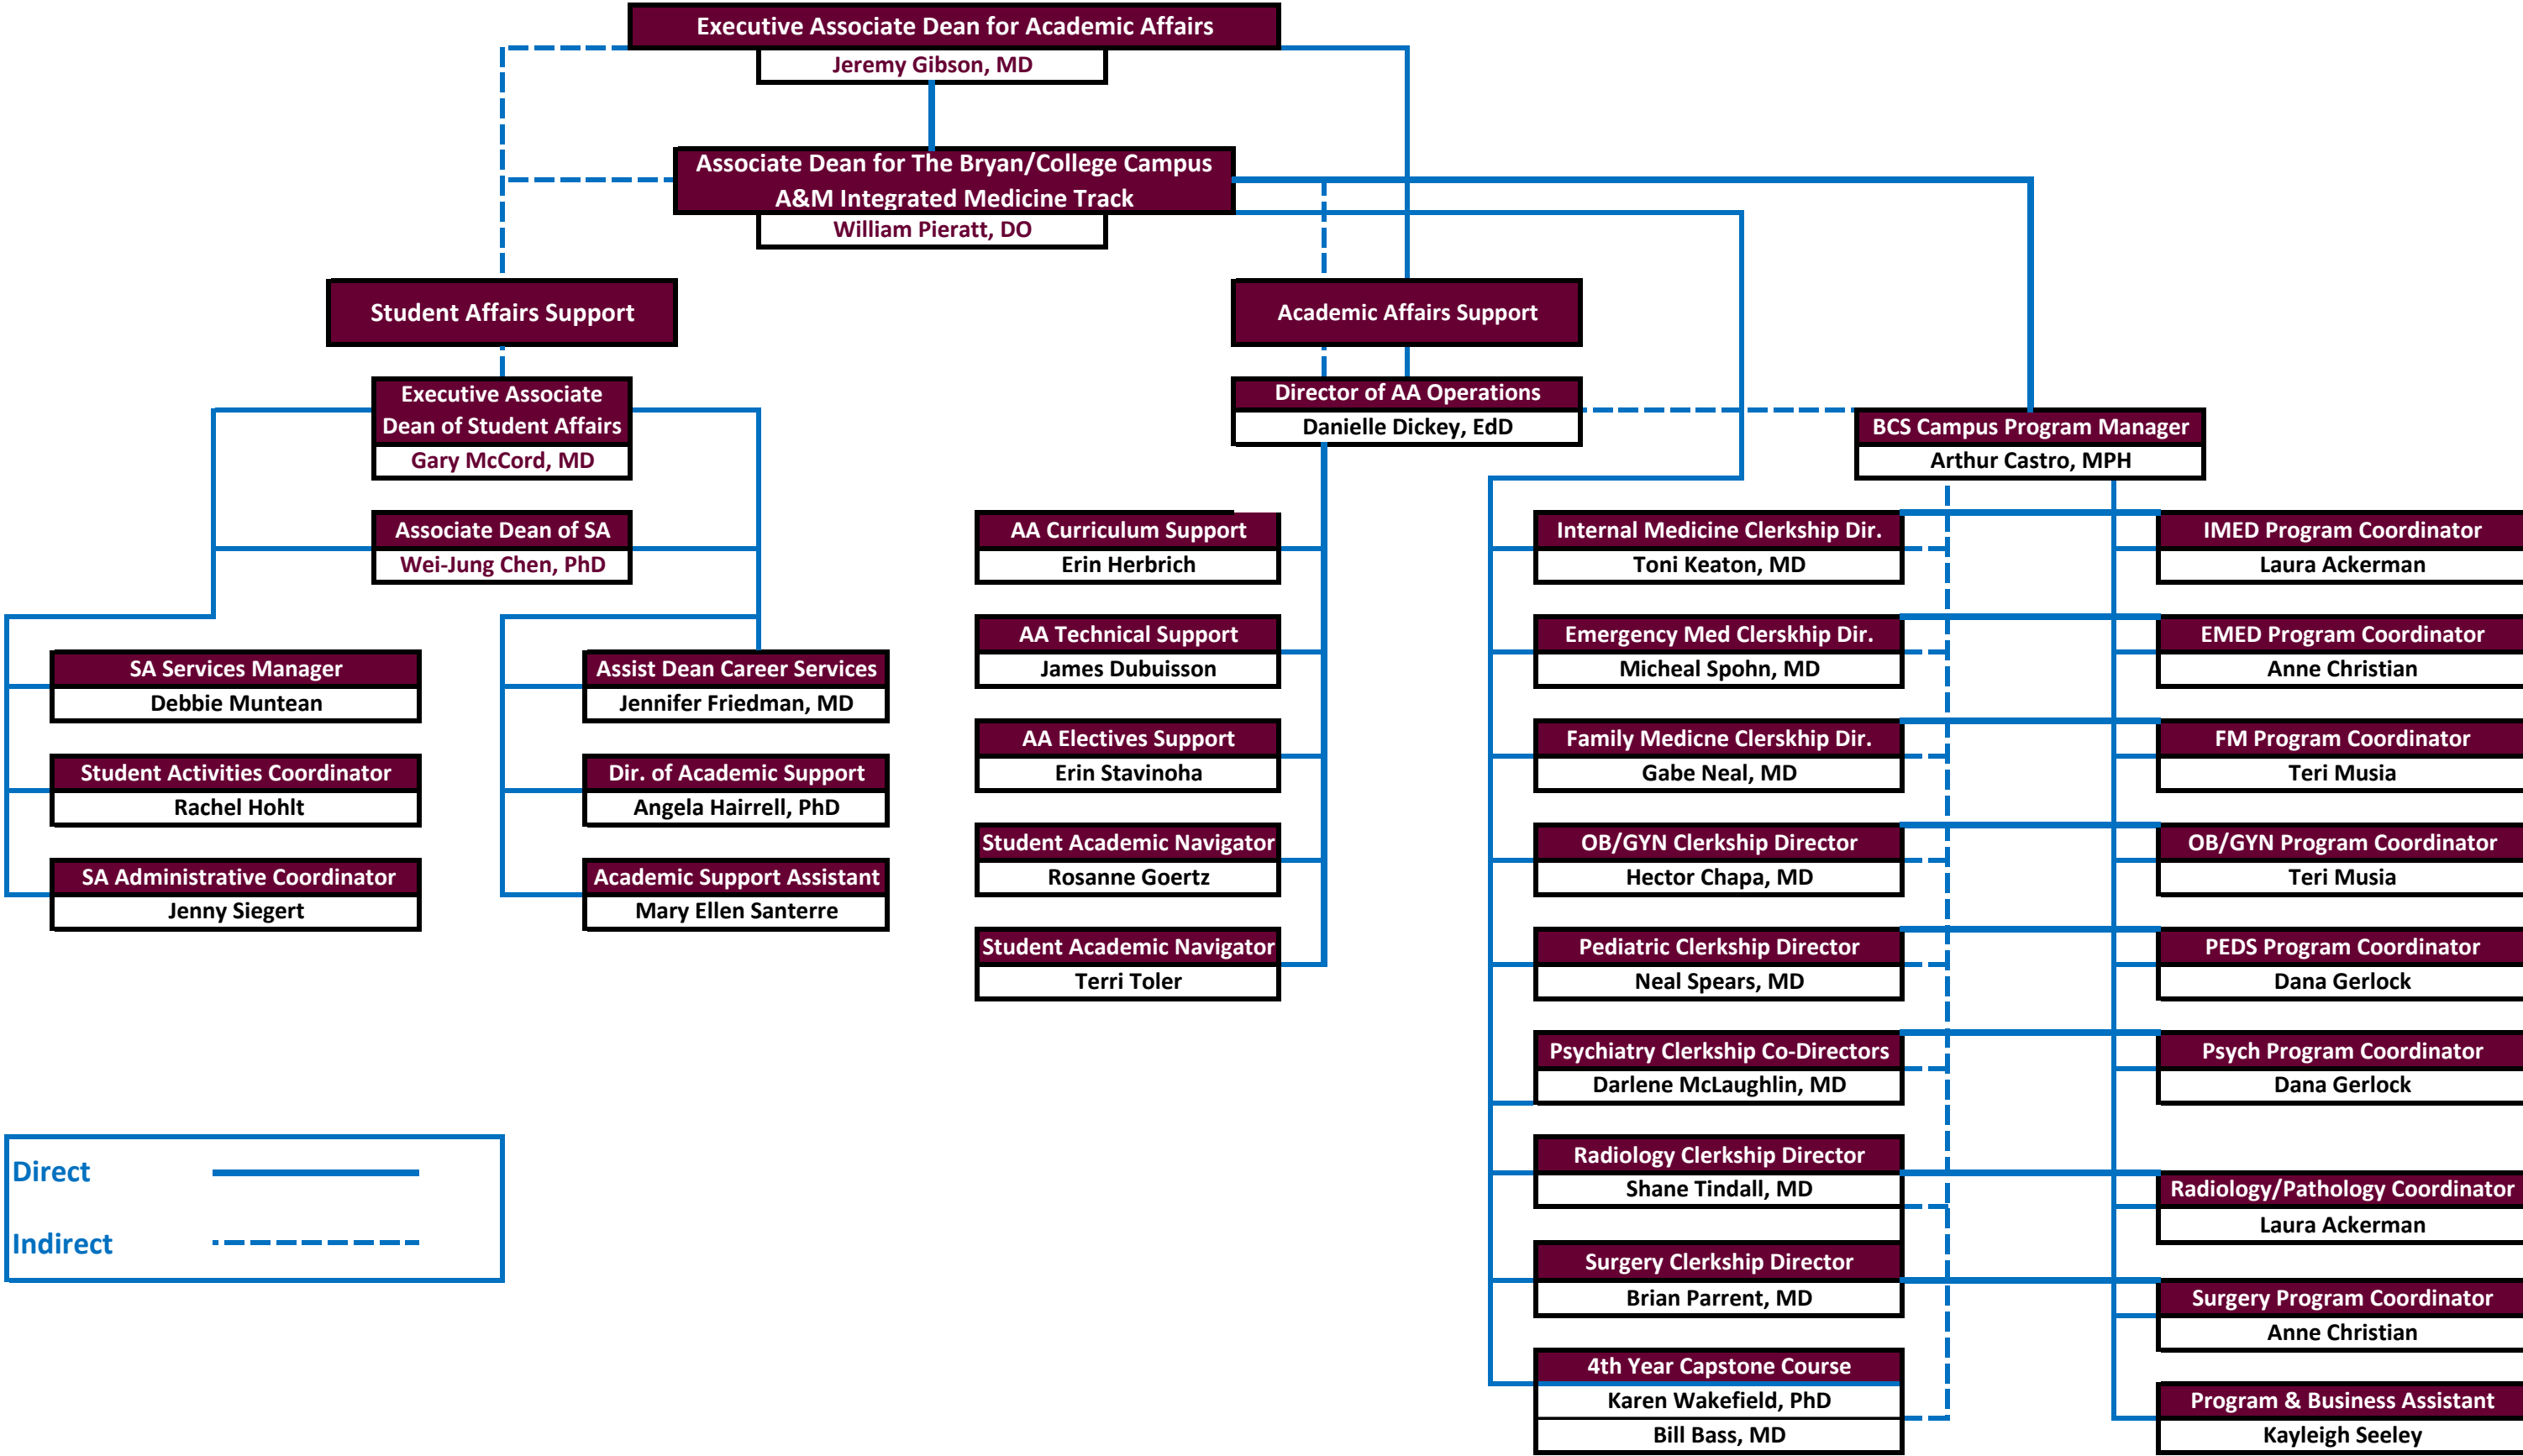 Executive Associate Dean for Academic Affairs
Jeremy Gibson, MD
Associate Dean for The Bryan/College Campus
A&M Integrated Medicine Track
William Pieratt, DO
Student Affairs Support
Academic Affairs Support
Executive Associate
Dean of Student Affairs
Gary McCord, MD
Director of AA Operations
Danielle Dickey, EdD
BCS Campus Program Manager
Arthur Castro, MPH
Associate Dean of SA
Wei-Jung Chen, PhD
SA Services Manager
Debbie Muntean
Student Activities Coordinator
Rachel Hohlt
SA Administrative Coordinator
Jenny Siegert
Assist Dean Career Services
Jennifer Friedman, MD
Dir. of Academic Support
Angela Hairrell, PhD
Academic Support Assistant
Mary Ellen Santerre
AA Curriculum Support
Erin Herbrich
AA Technical Support
James Dubuisson
AA Electives Support
Erin Stavinoha
Student Academic Navigator
Rosanne Goertz
Student Academic Navigator
Terri Toler
Internal Medicine Clerkship Dir.
Toni Keaton, MD
Emergency Med Clerskhip Dir.
Micheal Spohn, MD
Family Medicne Clerskhip Dir.
Gabe Neal, MD
OB/GYN Clerkship Director
Hector Chapa, MD
Pediatric Clerkship Director
Neal Spears, MD
Psychiatry Clerkship Co-Directors
Darlene McLaughlin, MD
Radiology Clerkship Director
Shane Tindall, MD
Surgery Clerkship Director
Brian Parrent, MD
4th Year Capstone Course
Karen Wakefield, PhD
Bill Bass, MD
IMED Program Coordinator
Laura Ackerman
EMED Program Coordinator
Anne Christian
FM Program Coordinator
Teri Musia
OB/GYN Program Coordinator
Teri Musia
PEDS Program Coordinator
Dana Gerlock
Psych Program Coordinator
Dana Gerlock
Radiology/Pathology Coordinator
Laura Ackerman
Surgery Program Coordinator
Anne Christian
Program & Business Assistant
Kayleigh Seeley
Direct
Indirect